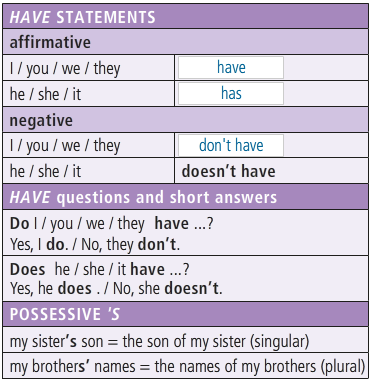 HAVE STATEMENTS
affirmative
I / you / we / they have
he / she / it has
negative
I / you / we / they don't have
he / she / it doesn't have
HAVE questions and short answers
Do I / you / we / they have ...?
Yes, I do. / No, they don't.
Does he / she / it have ...?
Yes, he does . / No, she doesn't.
POSSESSIVE 'S
my sister's son = the son of my sister (singular)
my brothers' names = the names of my brothers (plural)